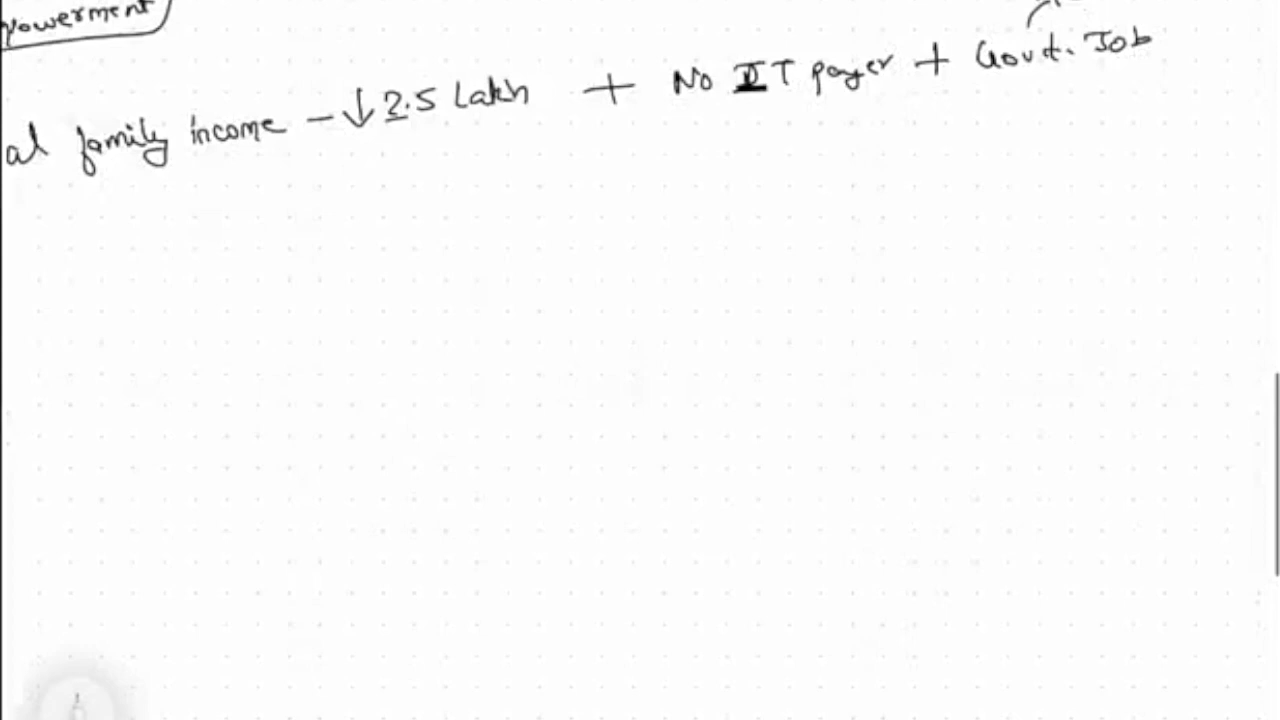 powerment
al family income - ↓ 2.5 Lakh + No IT payer + Govt. Job